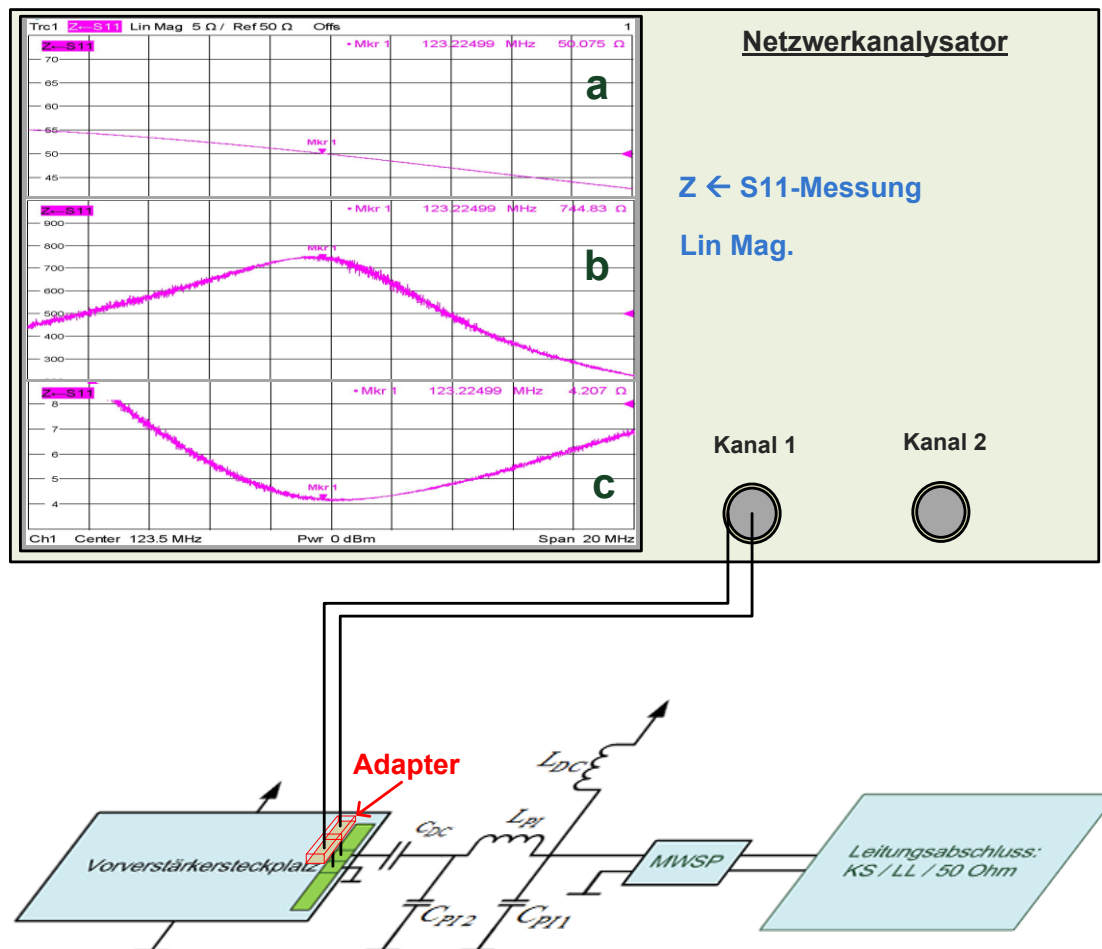 Trc1 Z←S11 Lin Mag 5 Ω / Ref 50 Ω Offs 1
Z←S11 • Mkr 1 123.22499 MHz 50.075 Ω
70
65
a
60
55
Mkr 1
50
45
Z←S11 • Mkr 1 123.22499 MHz 744.83 Ω
900
800
Mkr 1
b
700
600
500
400
300
Z←S11 • Mkr 1 123.22499 MHz 4.207 Ω
8
7
6
5
Mkr 1
c
4
Ch1 Center 123.5 MHz Pwr 0 dBm Span 20 MHz
Netzwerkanalysator
Z ← S11-Messung
Lin Mag.
Kanal 1
Kanal 2
Adapter
L_DC
C_DC
L_PI
Vorverstärkersteckplatz
MWSP
Leitungsabschluss:
KS / LL / 50 Ohm
C_PI2
C_PI1